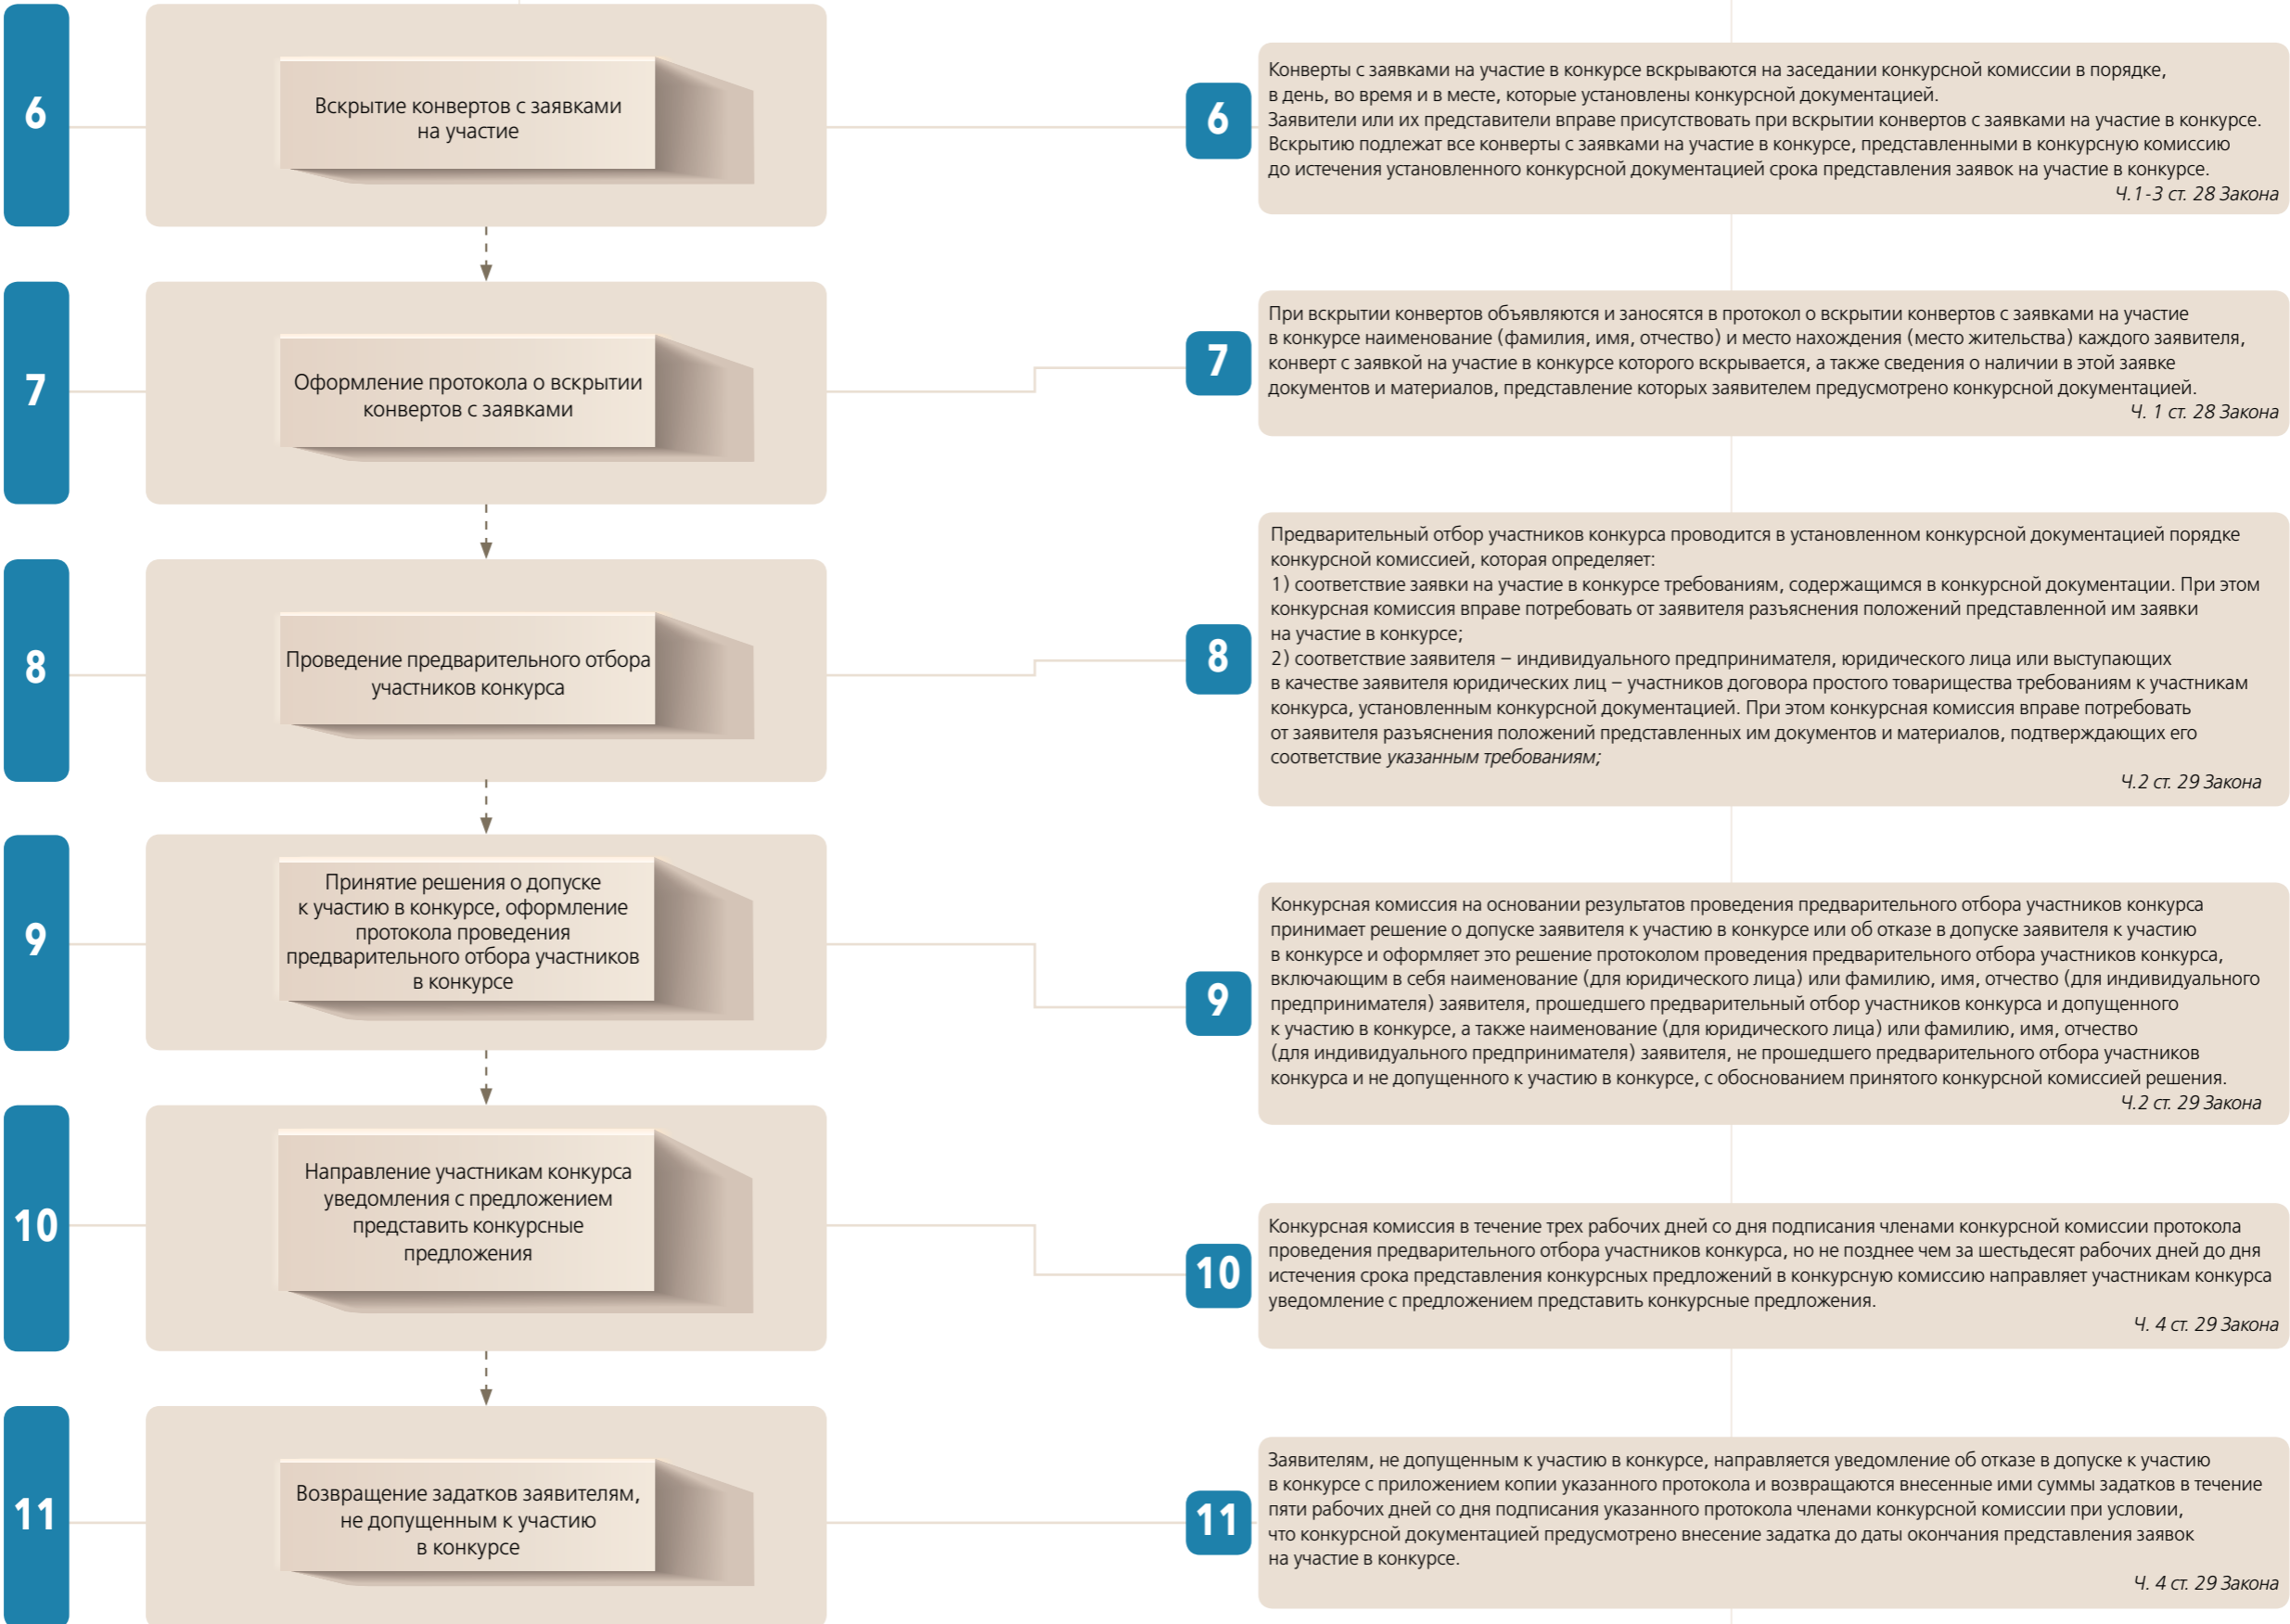 6
Вскрытие конвертов с заявками
на участие
6
Конверты с заявками на участие в конкурсе вскрываются на заседании конкурсной комиссии в порядке,
в день, во время и в месте, которые установлены конкурсной документацией.
Заявители или их представители вправе присутствовать при вскрытии конвертов с заявками на участие в конкурсе.
Вскрытию подлежат все конверты с заявками на участие в конкурсе, представленными в конкурсную комиссию
до истечения установленного конкурсной документацией срока представления заявок на участие в конкурсе.
Ч.1-3 ст. 28 Закона
7
Оформление протокола о вскрытии
конвертов с заявками
7
При вскрытии конвертов объявляются и заносятся в протокол о вскрытии конвертов с заявками на участие
в конкурсе наименование (фамилия, имя, отчество) и место нахождения (место жительства) каждого заявителя,
конверт с заявкой на участие в конкурсе которого вскрывается, а также сведения о наличии в этой заявке
документов и материалов, представление которых заявителем предусмотрено конкурсной документацией.
Ч. 1 ст. 28 Закона
8
Проведение предварительного отбора
участников конкурса
8
Предварительный отбор участников конкурса проводится в установленном конкурсной документацией порядке
конкурсной комиссией, которая определяет:
1) соответствие заявки на участие в конкурсе требованиям, содержащимся в конкурсной документации. При этом
конкурсная комиссия вправе потребовать от заявителя разъяснения положений представленной им заявки
на участие в конкурсе;
2) соответствие заявителя – индивидуального предпринимателя, юридического лица или выступающих
в качестве заявителя юридических лиц – участников договора простого товарищества требованиям к участникам
конкурса, установленным конкурсной документацией. При этом конкурсная комиссия вправе потребовать
от заявителя разъяснения положений представленных им документов и материалов, подтверждающих его
соответствие указанным требованиям;
Ч.2 ст. 29 Закона
9
Принятие решения о допуске
к участию в конкурсе, оформление
протокола проведения
предварительного отбора участников
в конкурсе
9
Конкурсная комиссия на основании результатов проведения предварительного отбора участников конкурса
принимает решение о допуске заявителя к участию в конкурсе или об отказе в допуске заявителя к участию
в конкурсе и оформляет это решение протоколом проведения предварительного отбора участников конкурса,
включающим в себя наименование (для юридического лица) или фамилию, имя, отчество (для индивидуального
предпринимателя) заявителя, прошедшего предварительный отбор участников конкурса и допущенного
к участию в конкурсе, а также наименование (для юридического лица) или фамилию, имя, отчество
(для индивидуального предпринимателя) заявителя, не прошедшего предварительного отбора участников
конкурса и не допущенного к участию в конкурсе, с обоснованием принятого конкурсной комиссией решения.
Ч.2 ст. 29 Закона
10
Направление участникам конкурса
уведомления с предложением
представить конкурсные
предложения
10
Конкурсная комиссия в течение трех рабочих дней со дня подписания членами конкурсной комиссии протокола
проведения предварительного отбора участников конкурса, но не позднее чем за шестьдесят рабочих дней до дня
истечения срока представления конкурсных предложений в конкурсную комиссию направляет участникам конкурса
уведомление с предложением представить конкурсные предложения.
Ч. 4 ст. 29 Закона
11
Возвращение задатков заявителям,
не допущенным к участию
в конкурсе
11
Заявителям, не допущенным к участию в конкурсе, направляется уведомление об отказе в допуске к участию
в конкурсе с приложением копии указанного протокола и возвращаются внесенные ими суммы задатков в течение
пяти рабочих дней со дня подписания указанного протокола членами конкурсной комиссии при условии,
что конкурсной документацией предусмотрено внесение задатка до даты окончания представления заявок
на участие в конкурсе.
Ч. 4 ст. 29 Закона